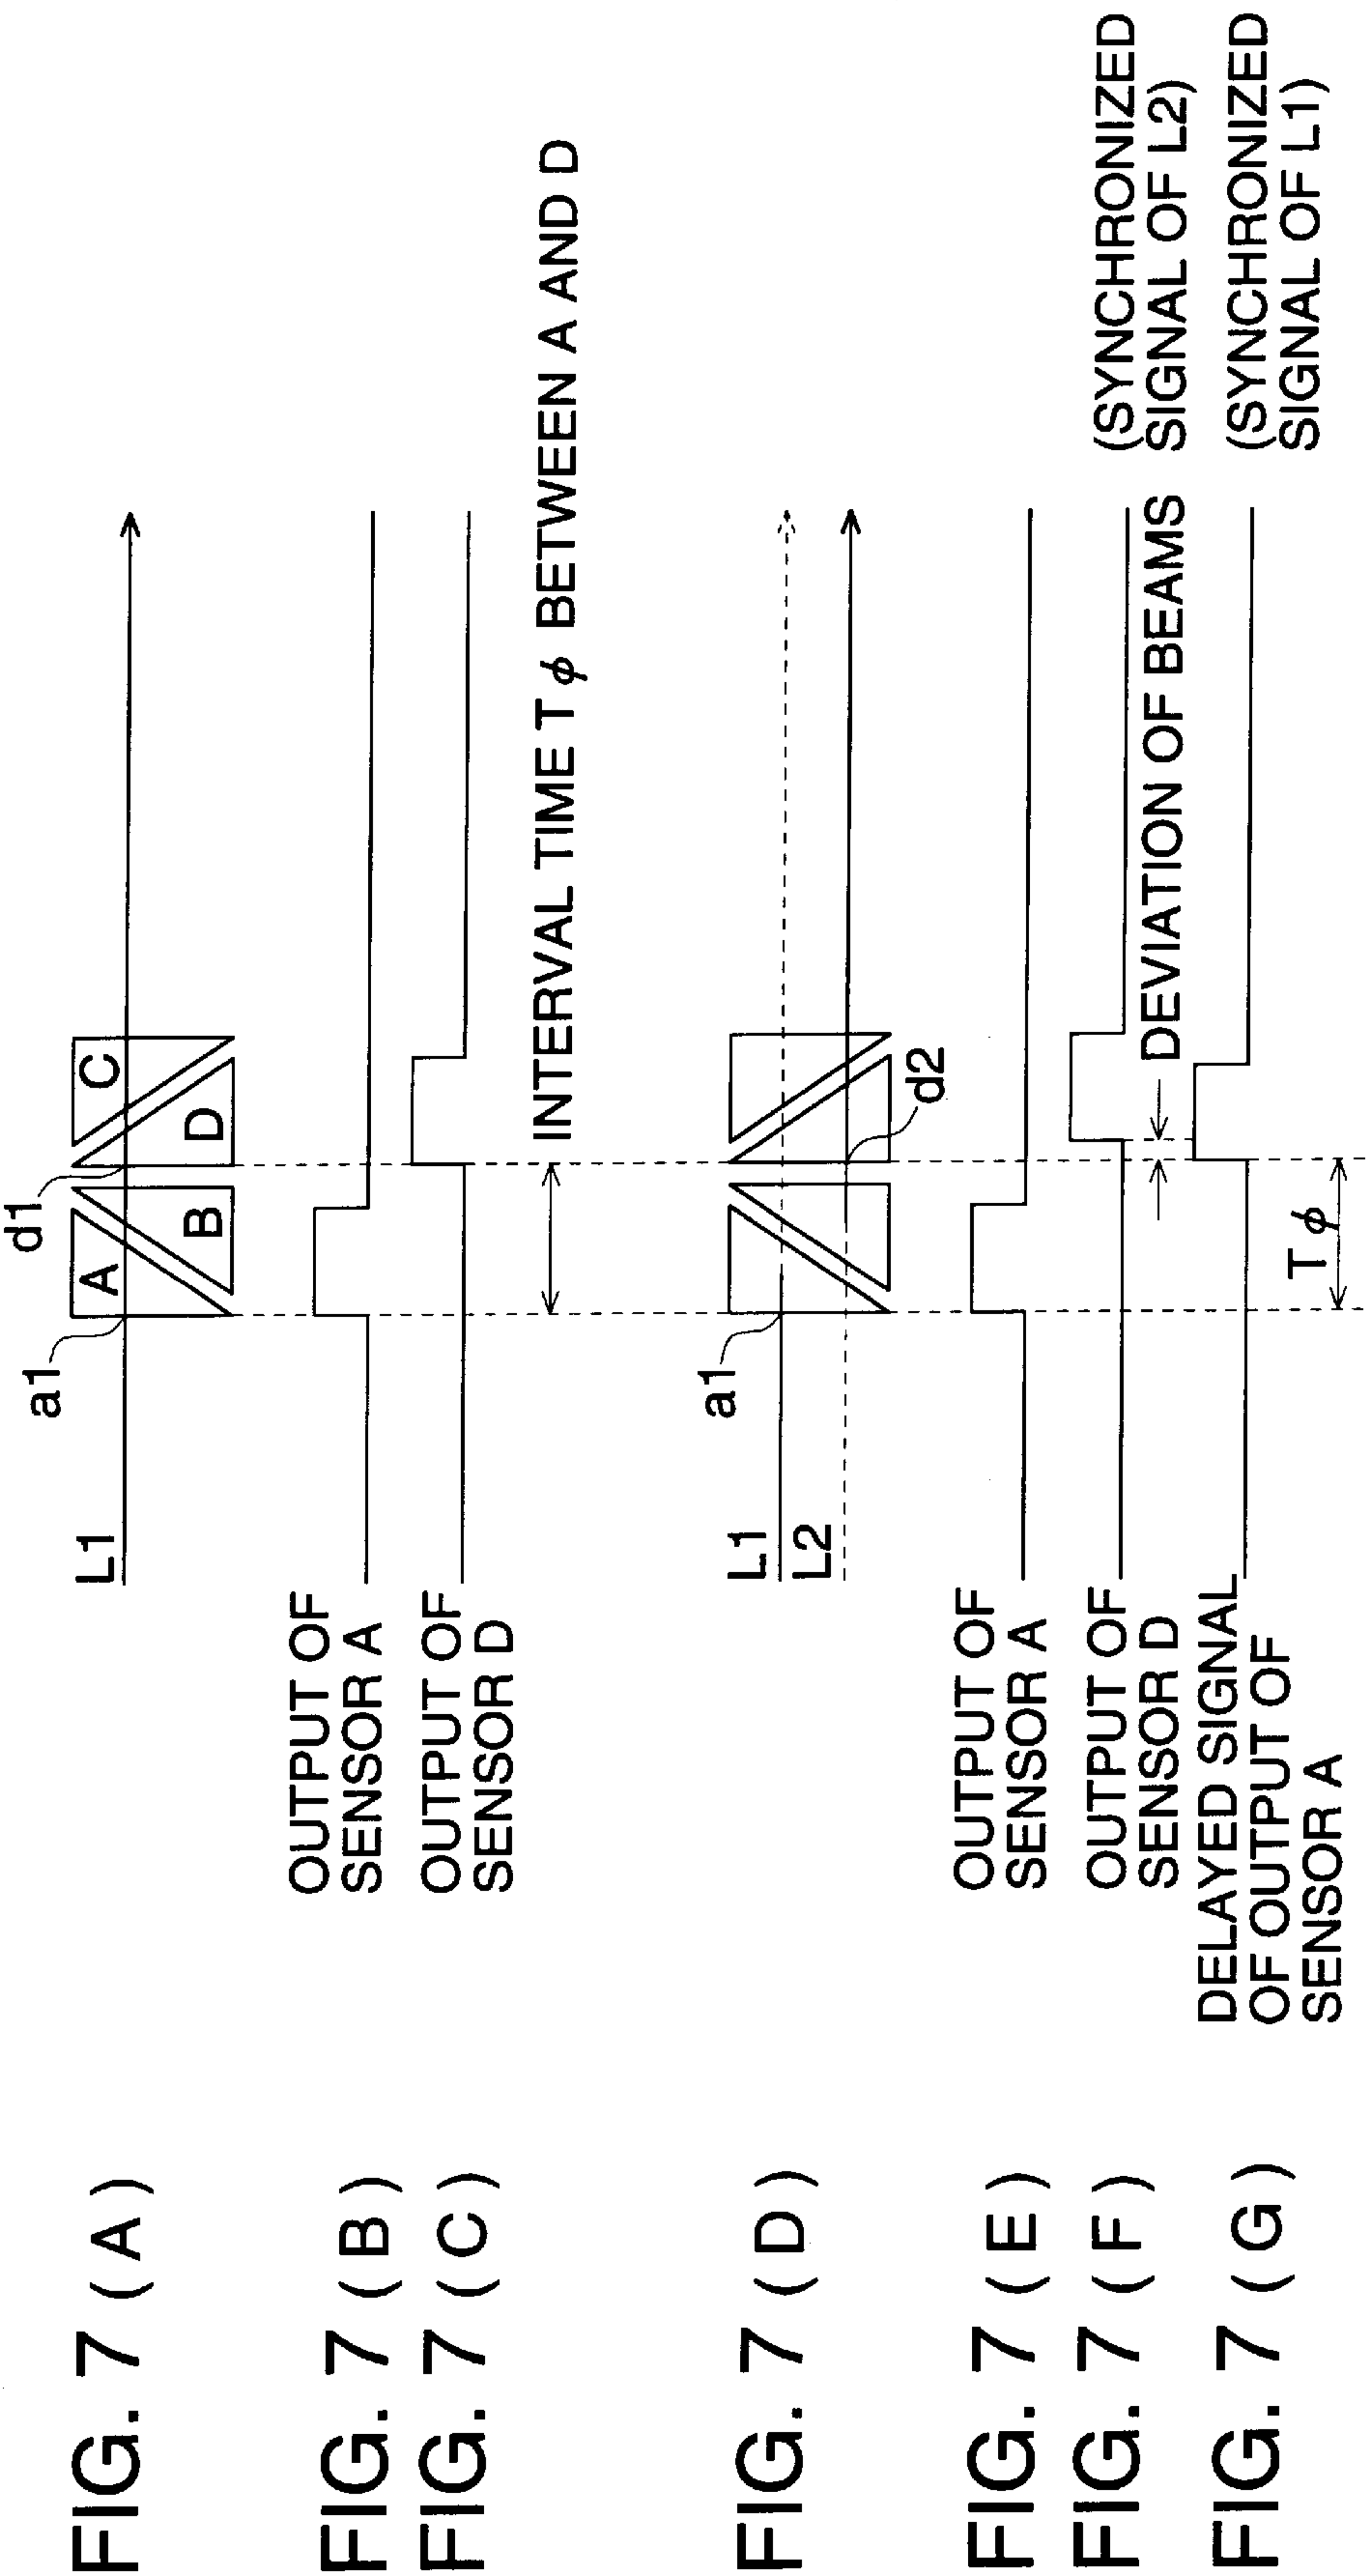 FIG. 7 ( A )
L1
a1
d1
A
B
C
D
FIG. 7 ( B )
OUTPUT OF
SENSOR A
FIG. 7 ( C )
OUTPUT OF
SENSOR D
INTERVAL TIME T ϕ BETWEEN A AND D
FIG. 7 ( D )
L1
L2
a1
d2
FIG. 7 ( E )
OUTPUT OF
SENSOR A
FIG. 7 ( F )
OUTPUT OF
SENSOR D
(SYNCHRONIZED
SIGNAL OF L2)
DEVIATION OF BEAMS
FIG. 7 ( G )
DELAYED SIGNAL
OF OUTPUT OF
SENSOR A
(SYNCHRONIZED
SIGNAL OF L1)
T ϕ